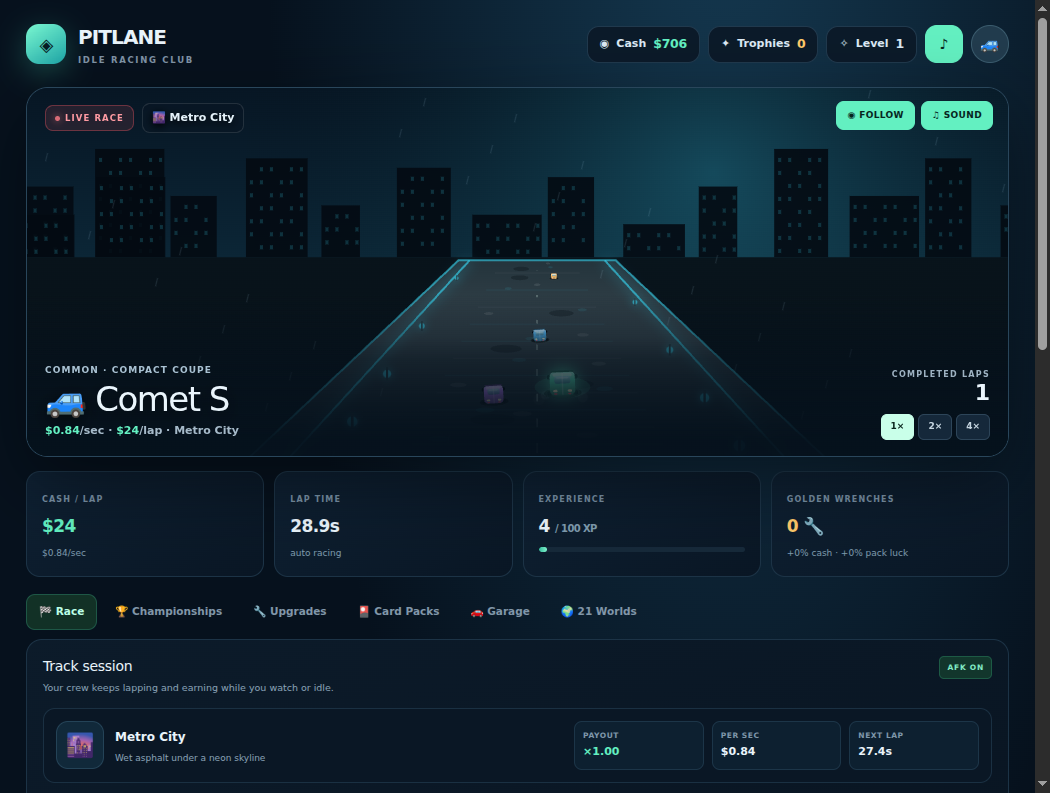 PITLANE
IDLE RACING CLUB
Cash $706
Trophies 0
Level 1
LIVE RACE
Metro City
FOLLOW
SOUND
COMMON · COMPACT COUPE
Comet S
$0.84/sec · $24/lap · Metro City
COMPLETED LAPS
1
1×
2×
4×
CASH / LAP
$24
$0.84/sec
LAP TIME
28.9s
auto racing
EXPERIENCE
4 / 100 XP
GOLDEN WRENCHES
0
+0% cash · +0% pack luck
Race
Championships
Upgrades
Card Packs
Garage
21 Worlds
Track session
Your crew keeps lapping and earning while you watch or idle.
AFK ON
Metro City
Wet asphalt under a neon skyline
PAYOUT
×1.00
PER SEC
$0.84
NEXT LAP
27.4s